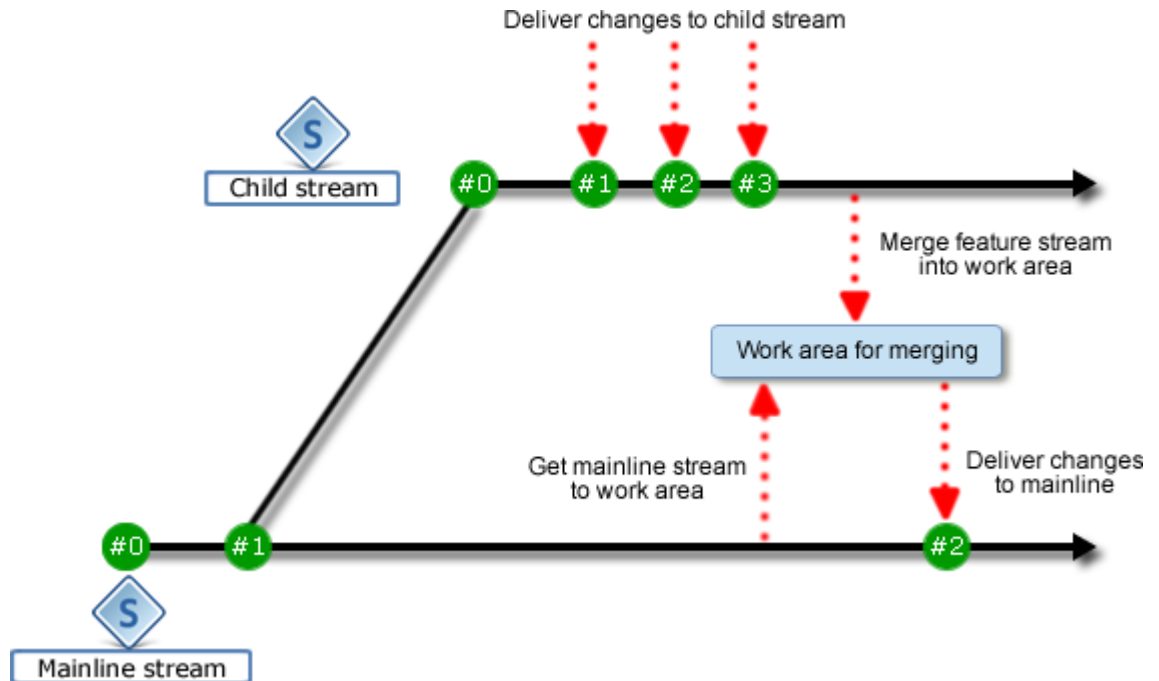 Deliver changes to child stream
S
Child stream
#0
#1
#2
#3
Merge feature stream
into work area
Work area for merging
Get mainline stream
to work area
Deliver changes
to mainline
#0
#1
#2
S
Mainline stream